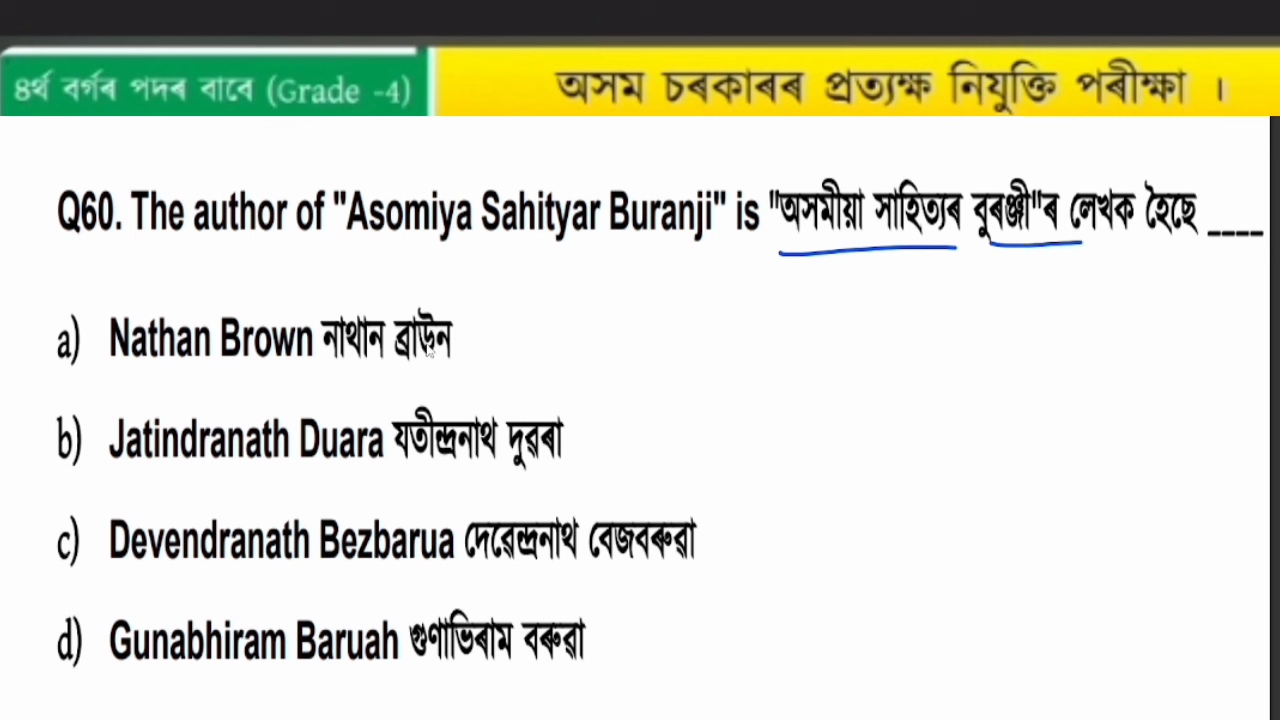 ৪ৰ্থ বৰ্গৰ পদৰ বাবে (Grade -4)
অসম চৰকাৰৰ প্ৰত্যক্ষ নিযুক্তি পৰীক্ষা ।
Q60. The author of "Asomiya Sahityar Buranji" is "অসমীয়া সাহিত্যৰ বুৰঞ্জী"ৰ লেখক হৈছে ____
a) Nathan Brown নাথান ব্ৰাউন
b) Jatindranath Duara যতীন্দ্ৰনাথ দুৱৰা
c) Devendranath Bezbarua দেৱেন্দ্ৰনাথ বেজবৰুৱা
d) Gunabhiram Baruah গুণাভিৰাম বৰুৱা